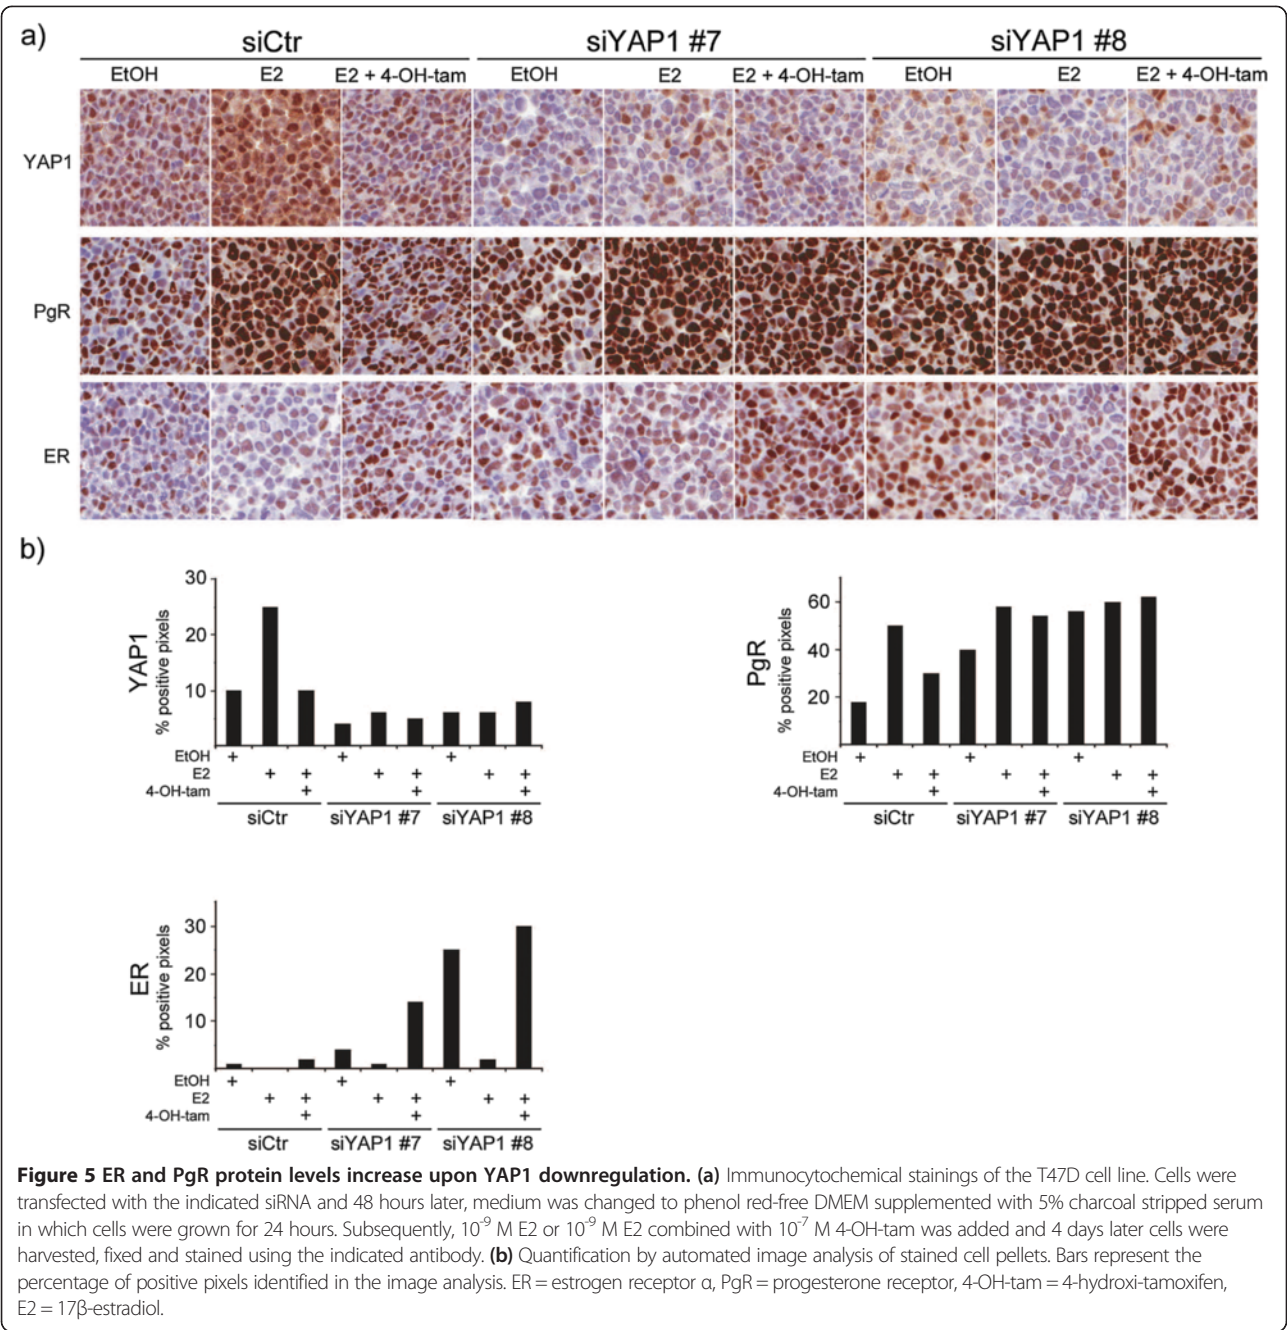 a)
siCtr siYAP1 #7 siYAP1 #8
EtOH E2 E2 + 4-OH-tam EtOH E2 E2 + 4-OH-tam EtOH E2 E2 + 4-OH-tam
YAP1
PgR
ER
b)
YAP1
% positive pixels
30
20
10
EtOH + + +
E2 + + + + + +
4-OH-tam + + +
siCtr siYAP1 #7 siYAP1 #8
PgR
% positive pixels
60
40
20
EtOH + + +
E2 + + + + + +
4-OH-tam + + +
siCtr siYAP1 #7 siYAP1 #8
ER
% positive pixels
30
20
10
EtOH + + +
E2 + + + + + +
4-OH-tam + + +
siCtr siYAP1 #7 siYAP1 #8
Figure 5 ER and PgR protein levels increase upon YAP1 downregulation. (a) Immunocytochemical stainings of the T47D cell line. Cells were
transfected with the indicated siRNA and 48 hours later, medium was changed to phenol red-free DMEM supplemented with 5% charcoal stripped serum
in which cells were grown for 24 hours. Subsequently, 10⁻⁹ M E2 or 10⁻⁹ M E2 combined with 10⁻⁷ M 4-OH-tam was added and 4 days later cells were
harvested, fixed and stained using the indicated antibody. (b) Quantification by automated image analysis of stained cell pellets. Bars represent the
percentage of positive pixels identified in the image analysis. ER = estrogen receptor α, PgR = progesterone receptor, 4-OH-tam = 4-hydroxi-tamoxifen,
E2 = 17β-estradiol.